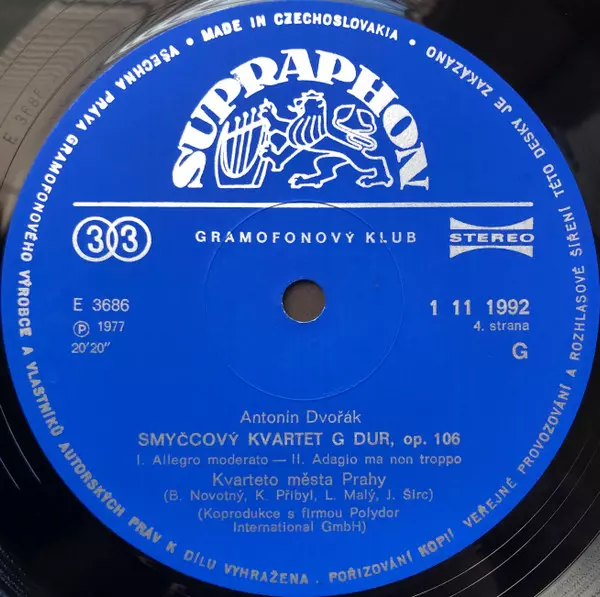 MADE IN CZECHOSLOVAKIA • VŠECHNA PRÁVA GRAMOFONOVÉHO VÝROBCE A VLASTNÍKŮ AUTORSKÝCH PRÁV K DÍLU VYHRAŽENA. POŘIZOVÁNÍ KOPIÍ, VEŘEJNÉ PROVOZOVÁNÍ A ROZHLASOVÉ ŠÍŘENÍ TÉTO DESKY JE ZAKÁZÁNO •
SUPRAPHON
33
GRAMOFONOVÝ KLUB
STEREO
E 3686
1 11 1992
℗ 1977
4. strana
20'20"
G
Antonín Dvořák
SMYČCOVÝ KVARTET G DUR, op. 106
I. Allegro moderato — II. Adagio ma non troppo
Kvarteto města Prahy
(B. Novotný, K. Přibyl, L. Malý, J. Širc)
(Koprodukce s firmou Polydor
International GmbH)
E 3686